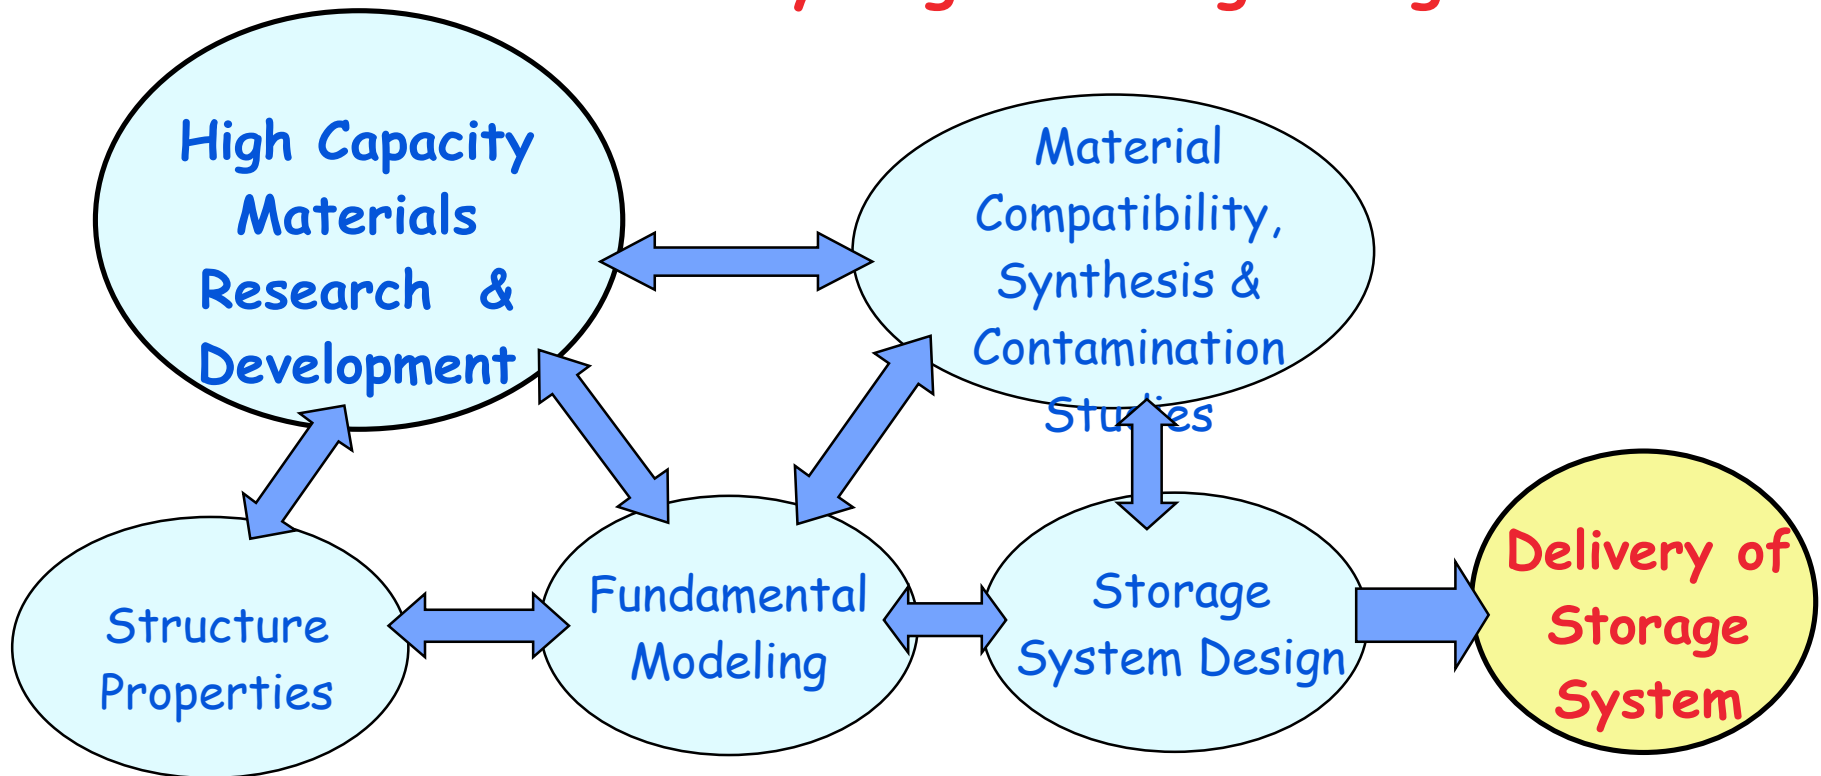 High Capacity
Materials
Research & 
Development
Material
Compatibility,
Synthesis &
Contamination
Studies
Structure
Properties
Fundamental
Modeling
Storage
System Design
Delivery of
Storage
System